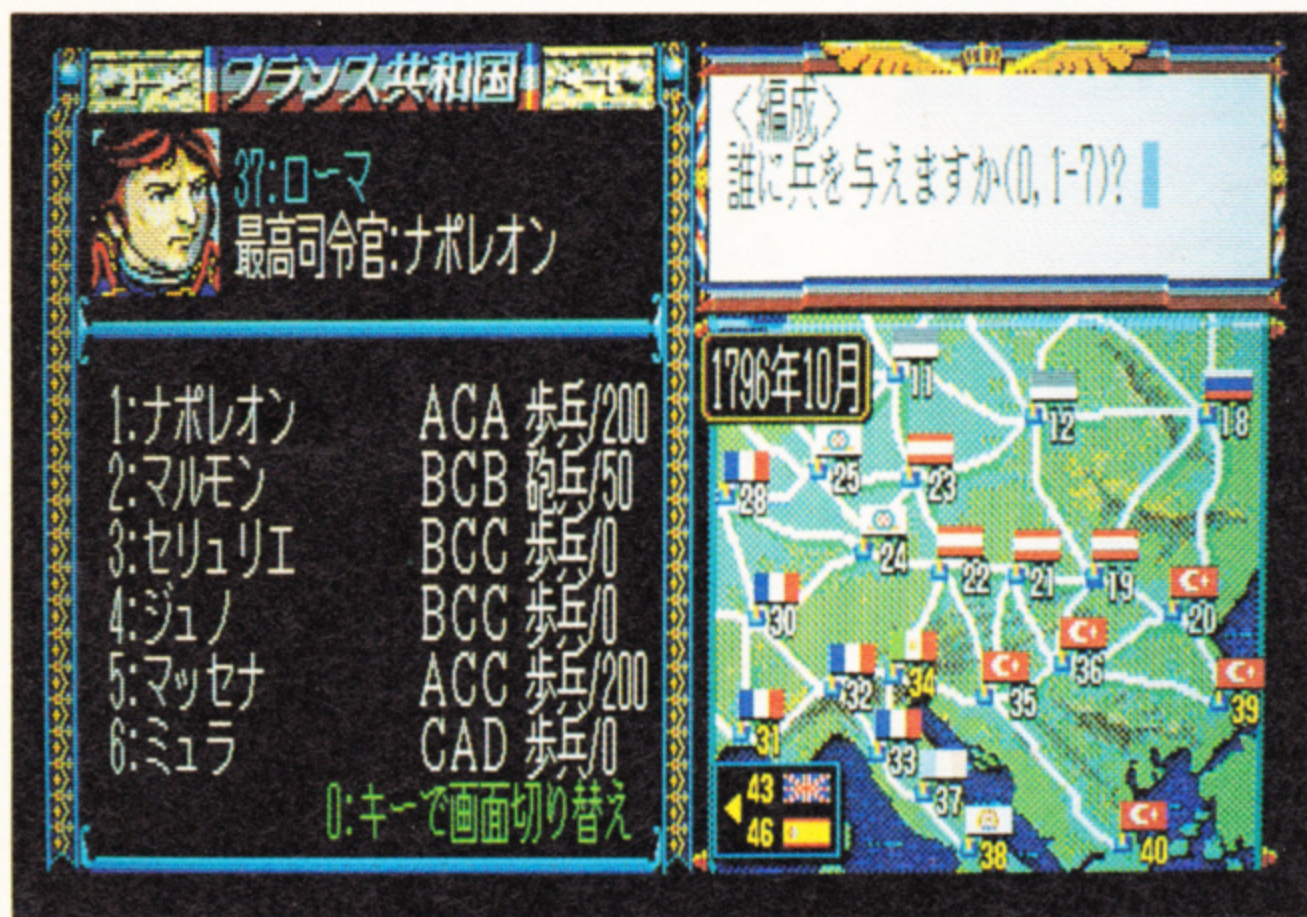 フランス共和国
37:ローマ
最高司令官:ナポレオン
1:ナポレオン ACA 歩兵/200
2:マルモン BCB 砲兵/50
3:セリュリエ BCC 歩兵/0
4:ジュノ BCC 歩兵/0
5:マッセナ ACC 歩兵/200
6:ミュラ CAD 歩兵/0
0:キーで画面切り替え
<編成>
誰に兵を与えますか(0,1-7)?
1796年10月
11
12
18
25
23
28
24
22
21
19
20
30
36
32
34
35
39
31
33
37
43
46
38
40